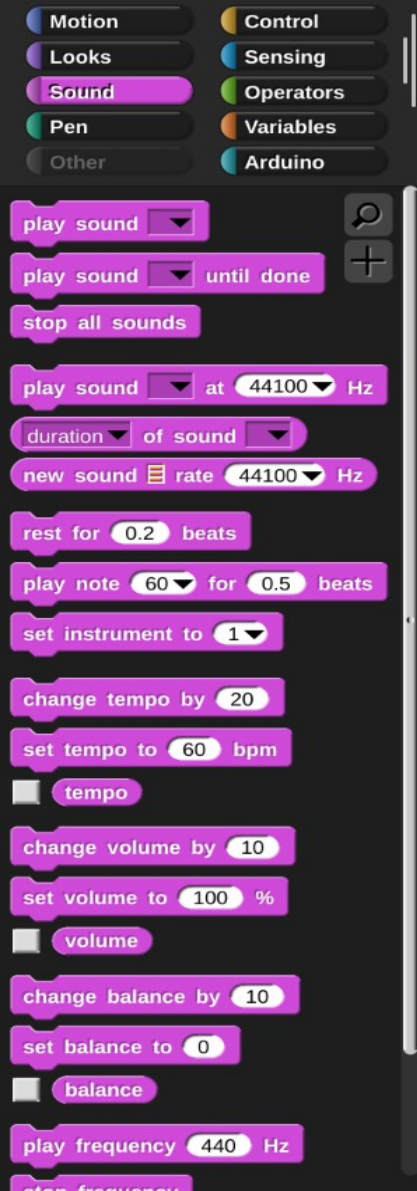 Motion Control
Looks Sensing
Sound Operators
Pen Variables
Other Arduino
play sound
play sound until done
stop all sounds
play sound at 44100 Hz
duration of sound
new sound rate 44100 Hz
rest for 0.2 beats
play note 60 for 0.5 beats
set instrument to 1
change tempo by 20
set tempo to 60 bpm
tempo
change volume by 10
set volume to 100 %
volume
change balance by 10
set balance to 0
balance
play frequency 440 Hz
stop frequency